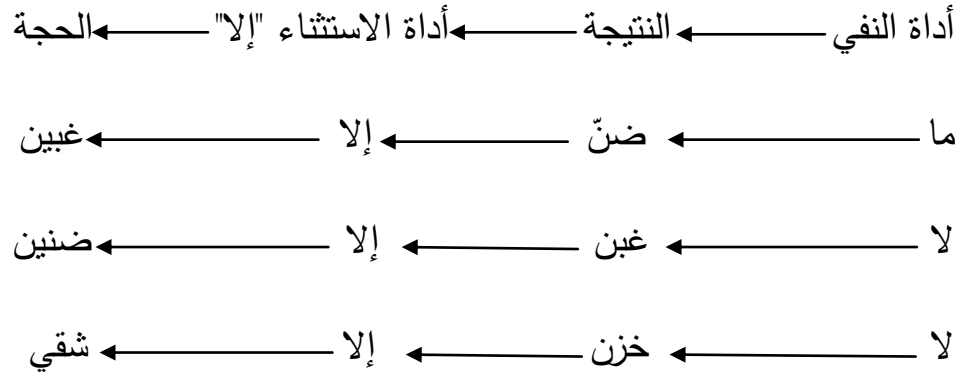 أداة النفي النتيجة أداة الاستثناء "إلا" الحجة
ما ضنّ إلا غبين
لا غبن إلا ضنين
لا خزن إلا شقي